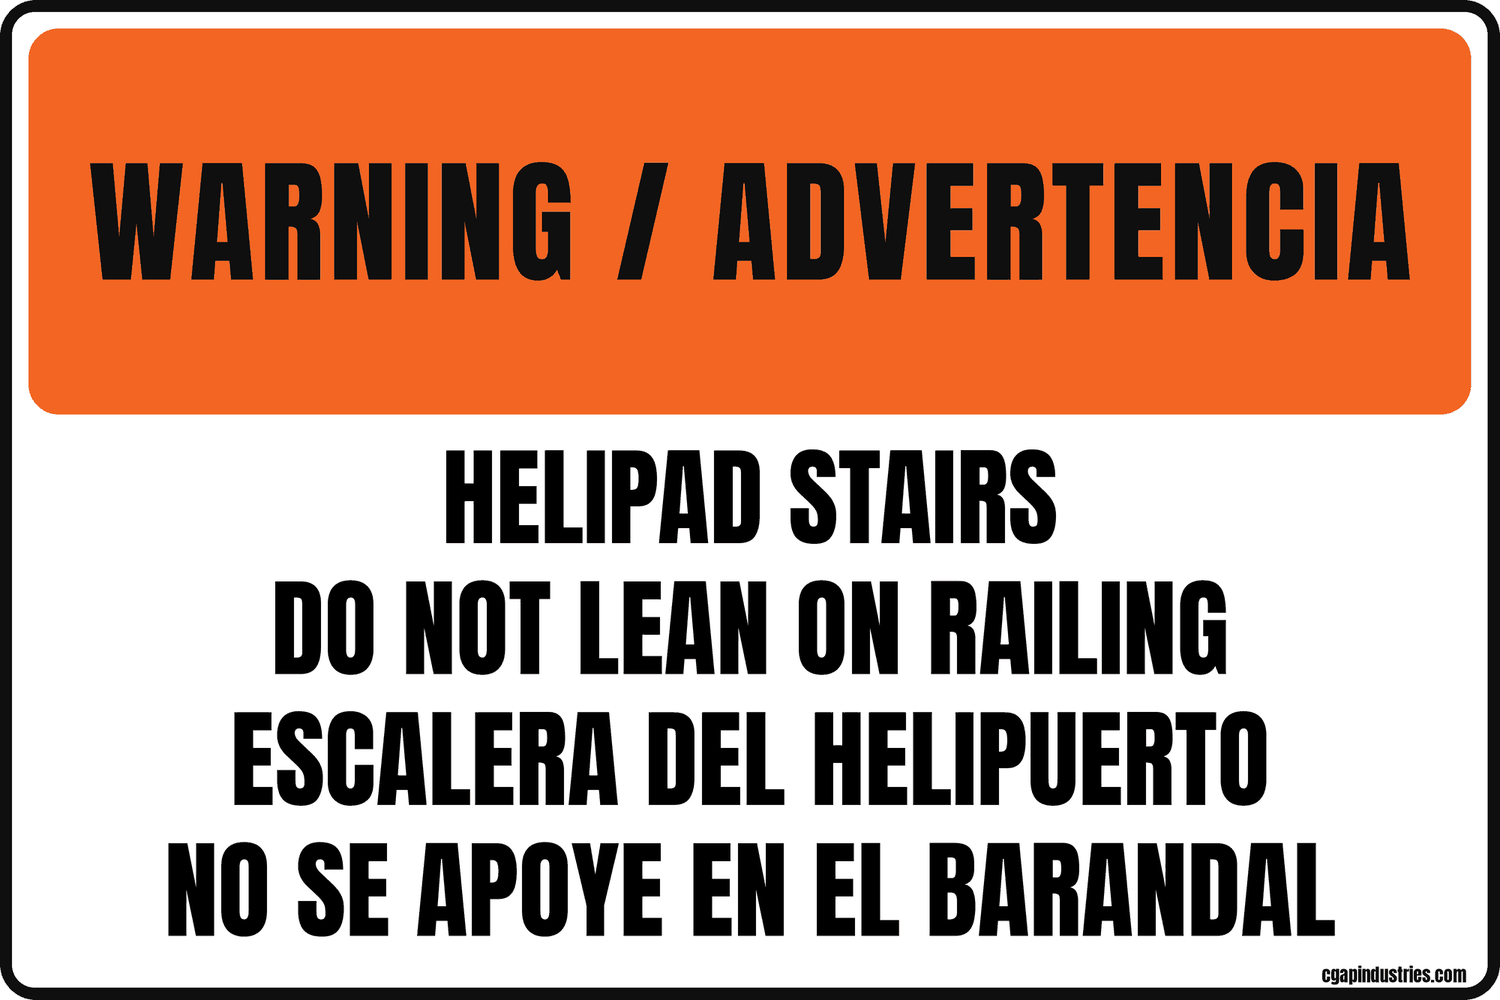 WARNING / ADVERTENCIA
HELIPAD STAIRS
DO NOT LEAN ON RAILING
ESCALERA DEL HELIPUERTO
NO SE APOYE EN EL BARANDAL
cgapindustries.com